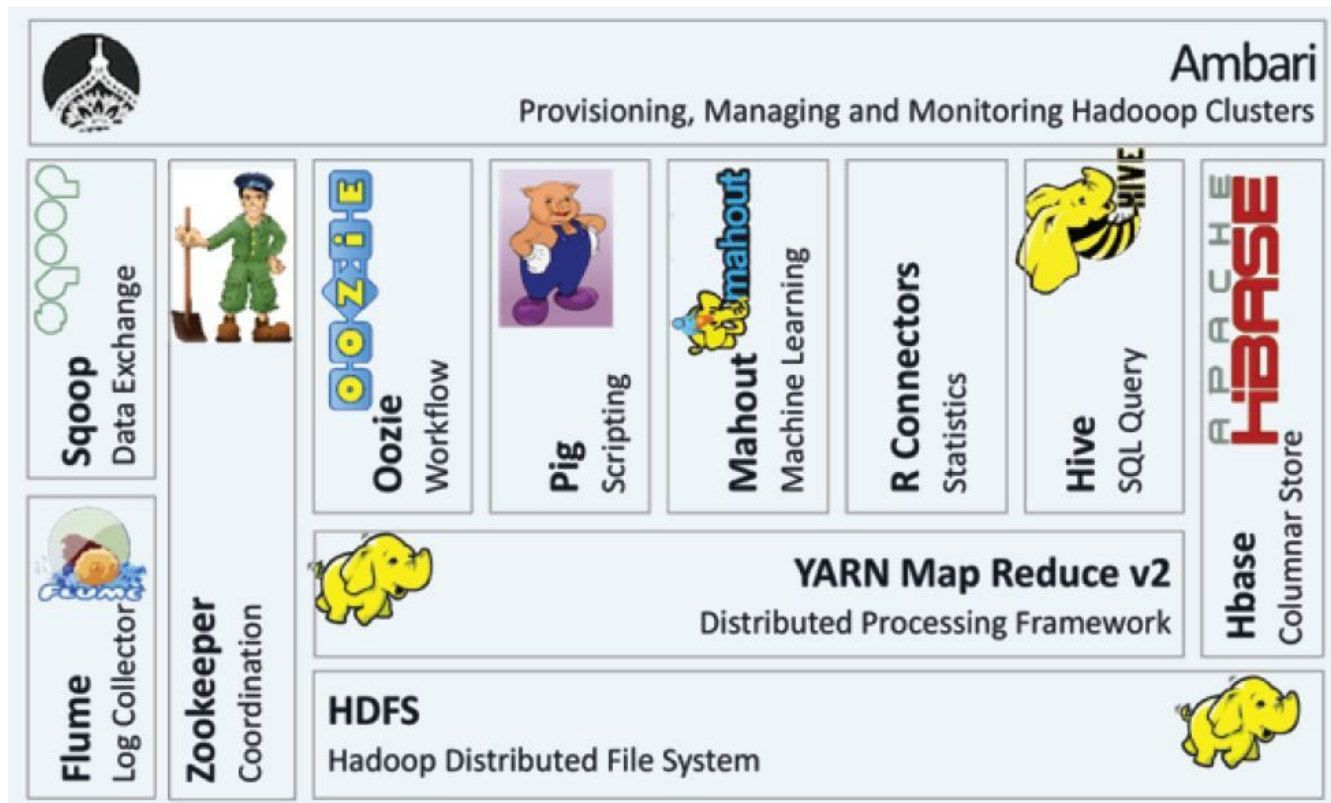 Ambari
Provisioning, Managing and Monitoring Hadooop Clusters
sqoop
Sqoop
Data Exchange
FLUME
Flume
Log Collector
Zookeeper
Coordination
OOZIE
Oozie
Workflow
Pig
Scripting
mahout
Mahout
Machine Learning
R Connectors
Statistics
HIVE
Hive
SQL Query
APACHE
HBASE
Hbase
Columnar Store
YARN Map Reduce v2
Distributed Processing Framework
HDFS
Hadoop Distributed File System